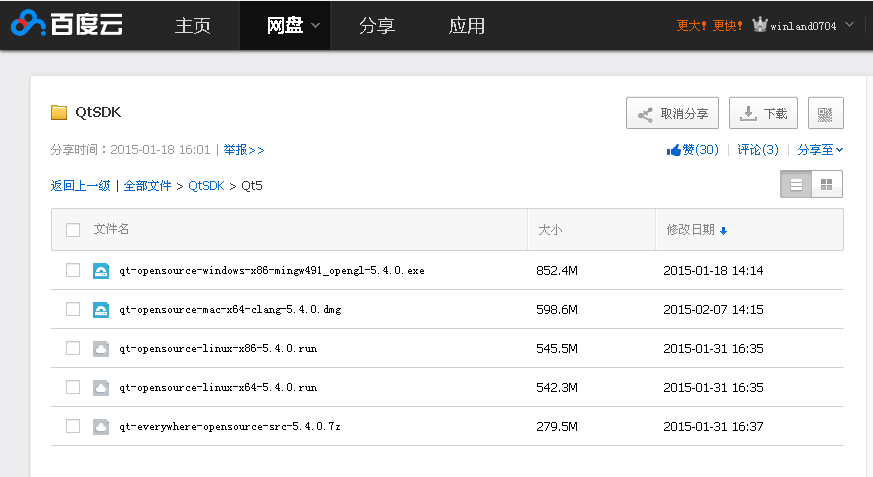 百度云 主页 网盘 分享 应用 更大! 更快! winland0704
QtSDK 取消分享 下载
分享时间：2015-01-18 16:01 | 举报>> 赞(30) | 评论(3) | 分享至
返回上一级 | 全部文件 > QtSDK > Qt5
文件名 大小 修改日期
qt-opensource-windows-x86-mingw491_opengl-5.4.0.exe 852.4M 2015-01-18 14:14
qt-opensource-mac-x64-clang-5.4.0.dmg 598.6M 2015-02-07 14:15
qt-opensource-linux-x86-5.4.0.run 545.5M 2015-01-31 16:35
qt-opensource-linux-x64-5.4.0.run 542.3M 2015-01-31 16:35
qt-everywhere-opensource-src-5.4.0.7z 279.5M 2015-01-31 16:37